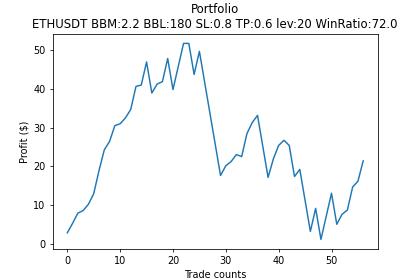 Portfolio
ETHUSDT BBM:2.2 BBL:180 SL:0.8 TP:0.6 lev:20 WinRatio:72.0
50
40
30
20
10
0
Profit ($)
0 10 20 30 40 50
Trade counts